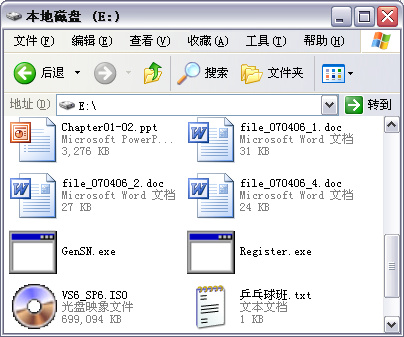 本地磁盘 (E:)
文件(F) 编辑(E) 查看(V) 收藏(A) 工具(T) 帮助(H)
后退 搜索 文件夹
地址(D) E:\ 转到
Chapter01-02.ppt
Microsoft PowerP...
3,276 KB
file_070406_1.doc
Microsoft Word 文档
31 KB
file_070406_2.doc
Microsoft Word 文档
27 KB
file_070406_4.doc
Microsoft Word 文档
24 KB
GenSN.exe
Register.exe
VS6_SP6.ISO
光盘映象文件
699,094 KB
乒乓球班.txt
文本文档
1 KB